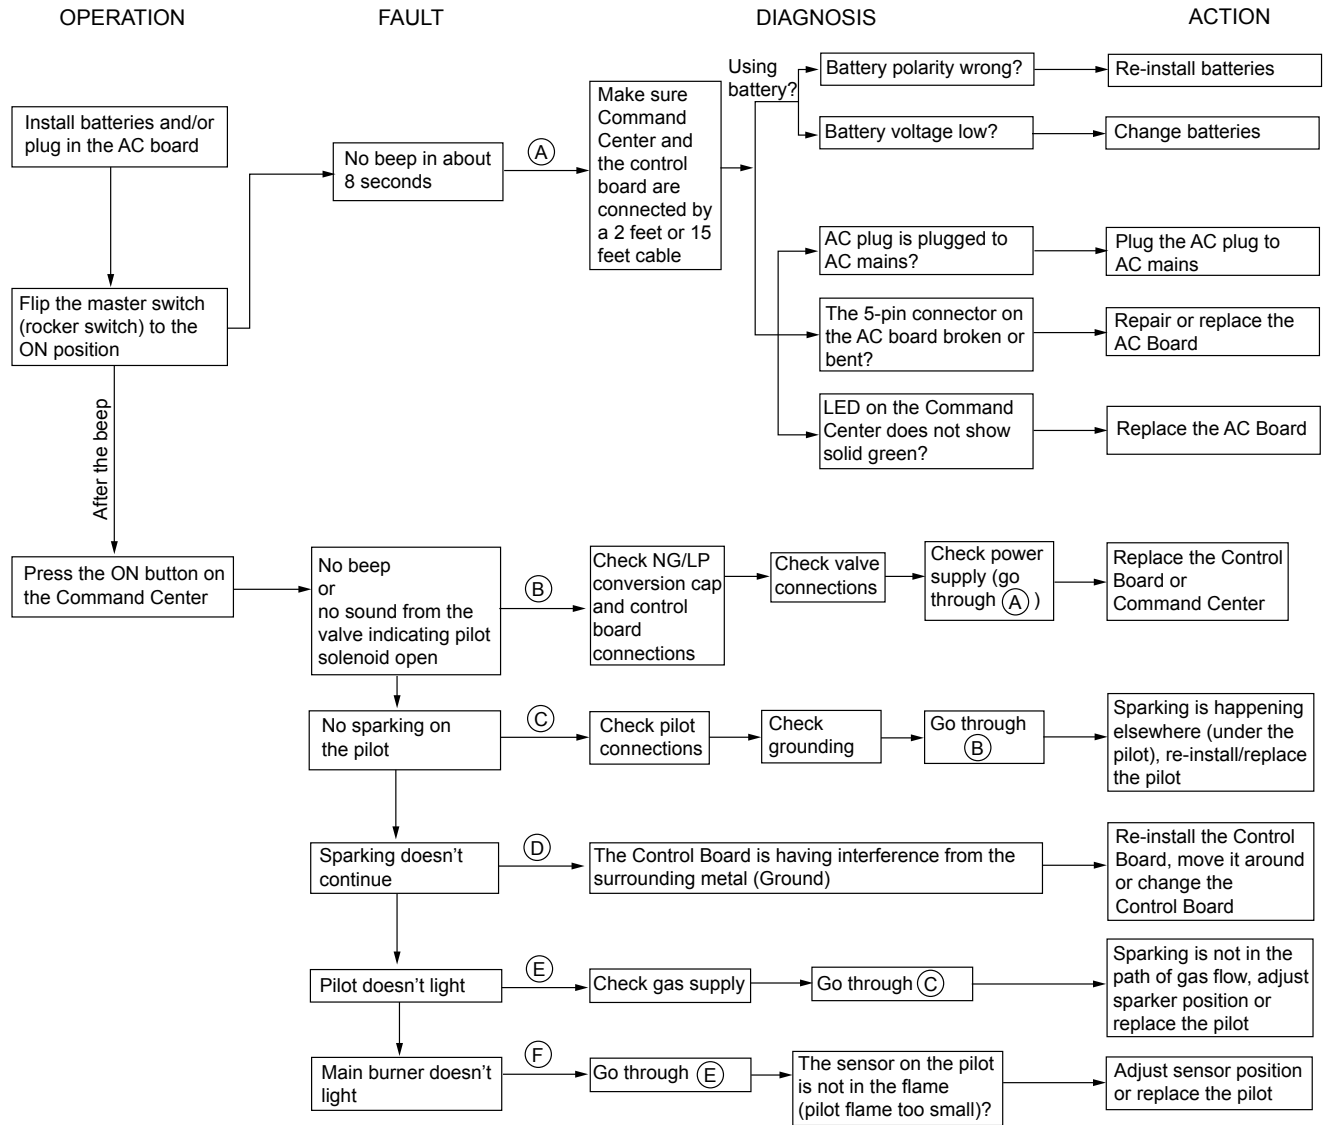 OPERATION
FAULT
DIAGNOSIS
ACTION
Install batteries and/or
plug in the AC board
Flip the master switch
(rocker switch) to the
ON position
No beep in about
8 seconds
A
Make sure
Command
Center and
the control
board are
connected by
a 2 feet or 15
feet cable
Using
battery?
Battery polarity wrong?
Re-install batteries
Battery voltage low?
Change batteries
AC plug is plugged to
AC mains?
Plug the AC plug to
AC mains
The 5-pin connector on
the AC board broken or
bent?
Repair or replace the
AC Board
LED on the Command
Center does not show
solid green?
Replace the AC Board
After the beep
Press the ON button on
the Command Center
No beep
or
no sound from the
valve indicating pilot
solenoid open
B
Check NG/LP
conversion cap
and control
board
connections
Check valve
connections
Check power
supply (go
through A )
Replace the Control
Board or
Command Center
No sparking on
the pilot
C
Check pilot
connections
Check
grounding
Go through
B
Sparking is happening
elsewhere (under the
pilot), re-install/replace
the pilot
Sparking doesn't
continue
D
The Control Board is having interference from the
surrounding metal (Ground)
Re-install the Control
Board, move it around
or change the
Control Board
Pilot doesn't light
E
Check gas supply
Go through C
Sparking is not in the
path of gas flow, adjust
sparker position or
replace the pilot
Main burner doesn't
light
F
Go through E
The sensor on the pilot
is not in the flame
(pilot flame too small)?
Adjust sensor position
or replace the pilot